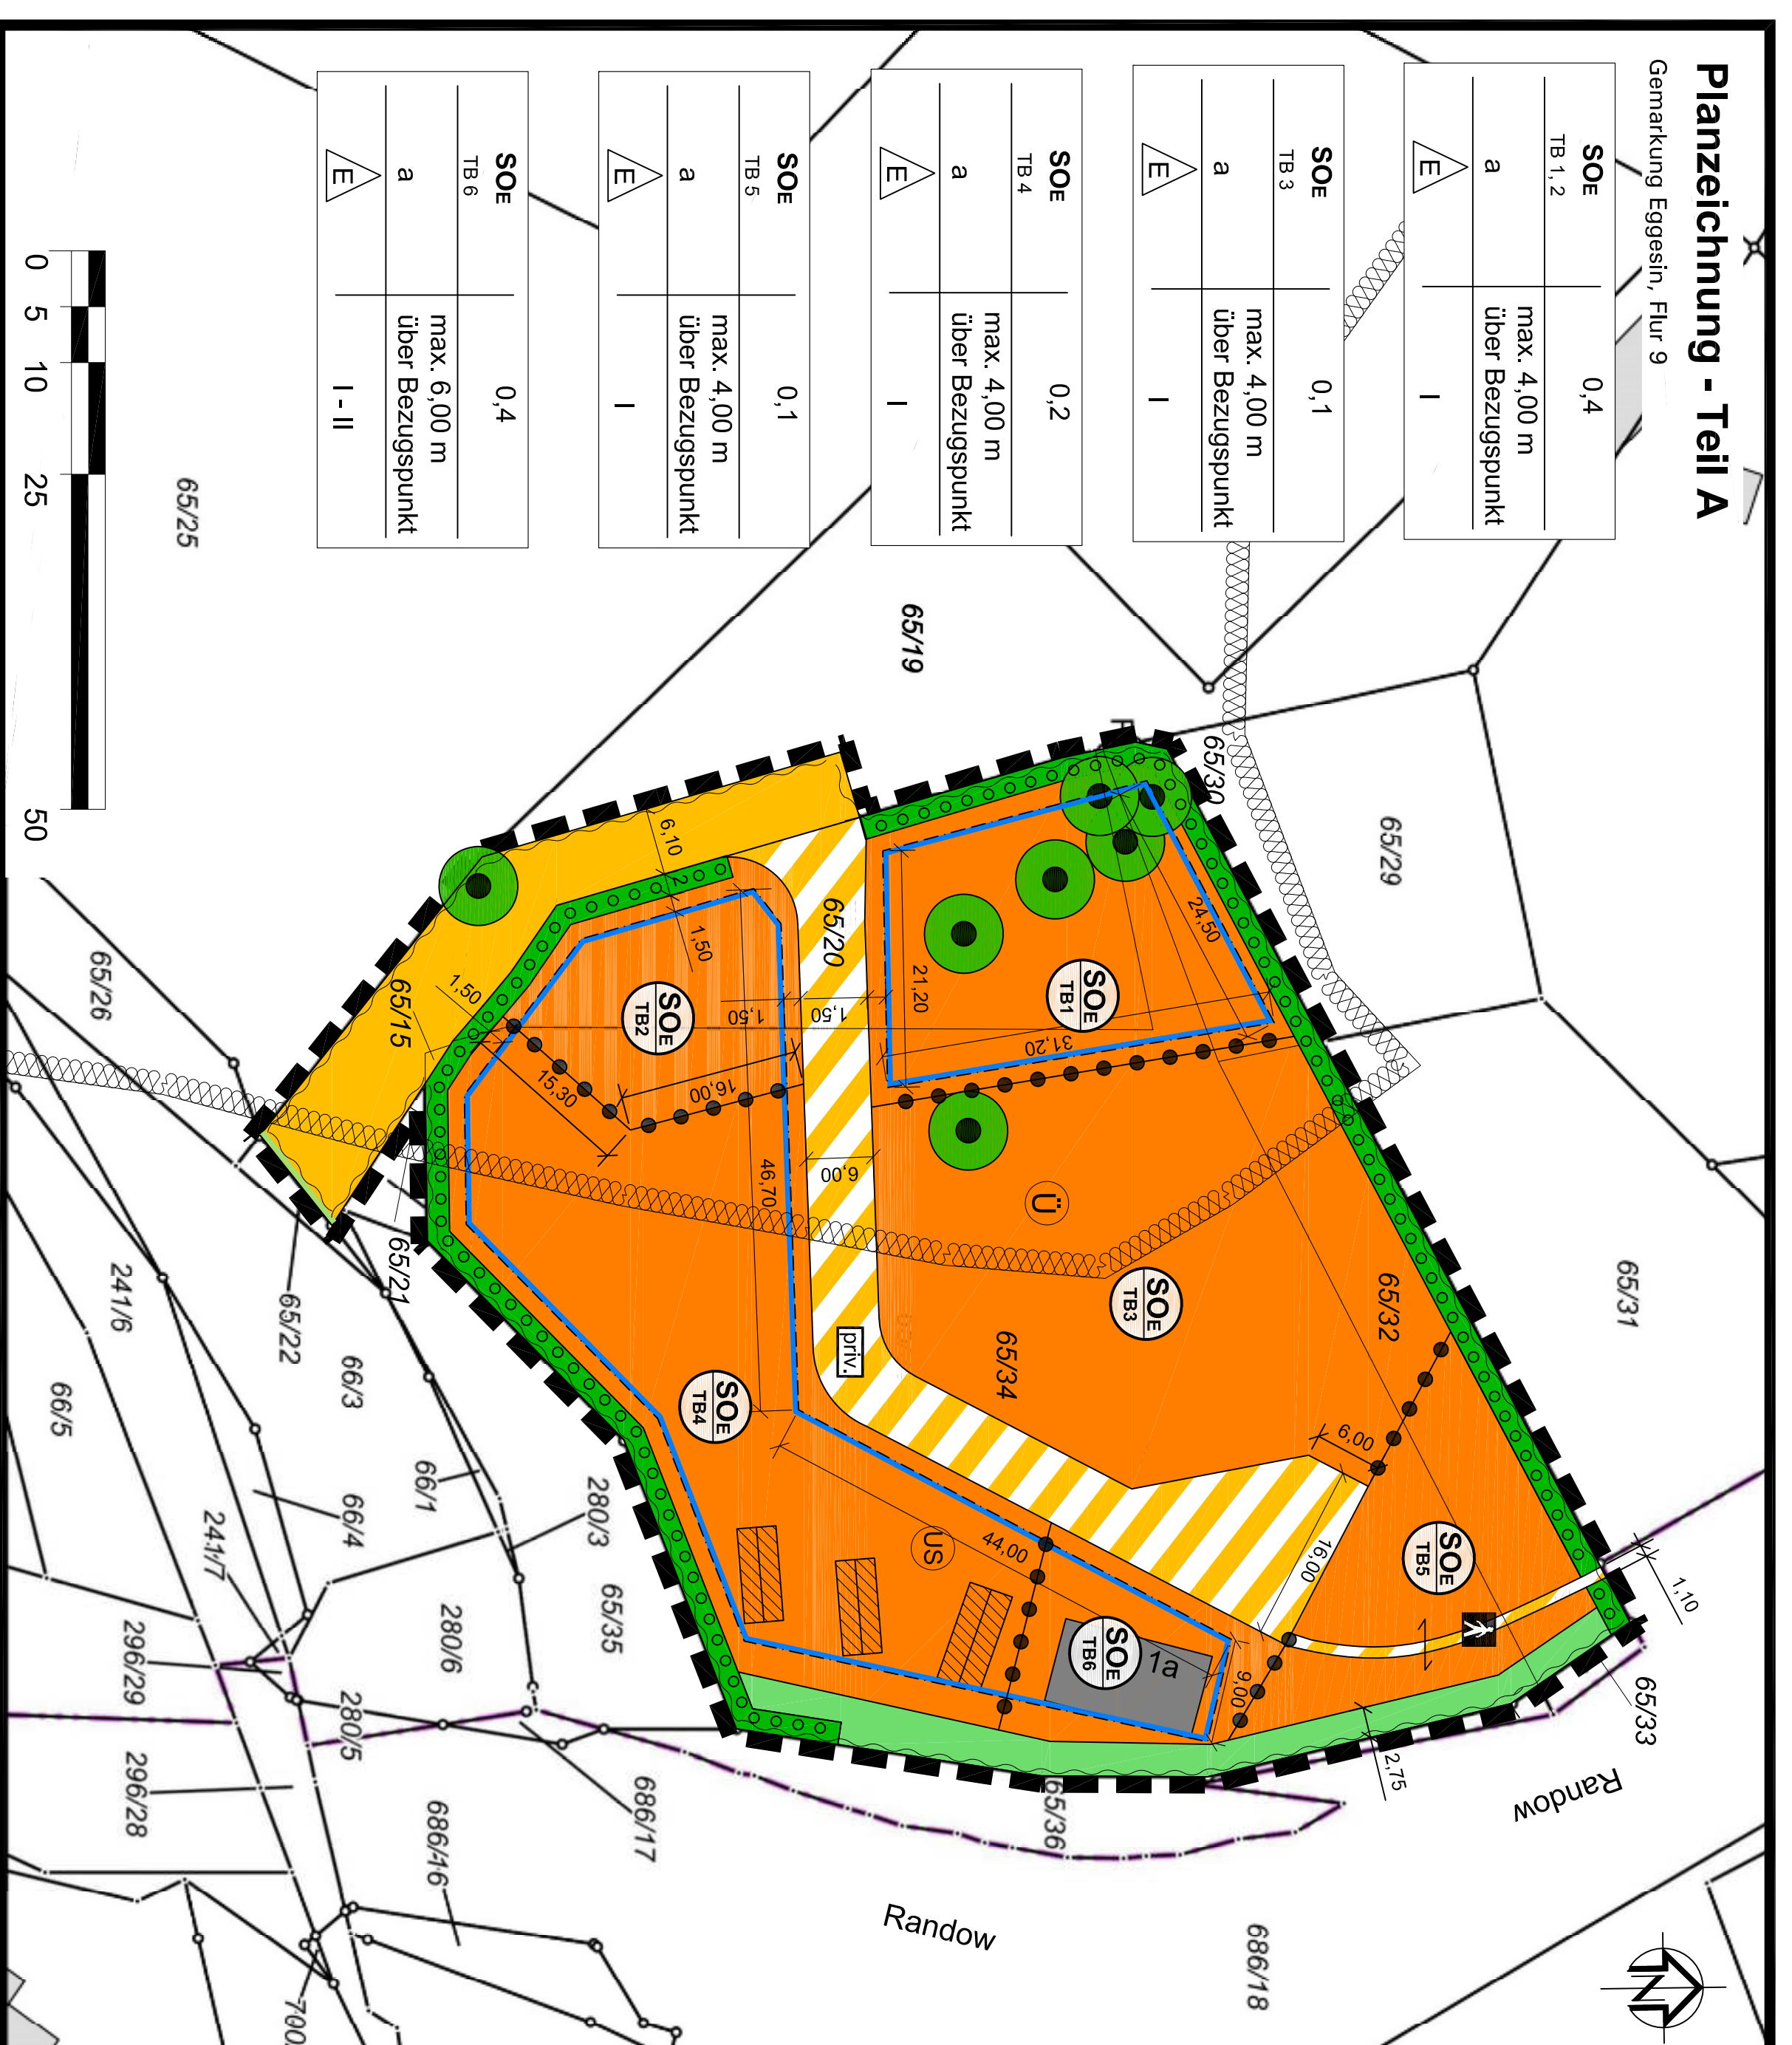 Planzeichnung - Teil A
Gemarkung Eggesin, Flur 9
SOE
TB 1, 2
0,4
a
max. 4,00 m
über Bezugspunkt
E
I
SOE
TB 3
0,1
a
max. 4,00 m
über Bezugspunkt
E
I
SOE
TB 4
0,2
a
max. 4,00 m
über Bezugspunkt
E
I
SOE
TB 5
0,1
a
max. 4,00 m
über Bezugspunkt
E
I
SOE
TB 6
0,4
a
max. 6,00 m
über Bezugspunkt
E
I - II
0 5 10 25 50
65/25
65/19
65/30
65/29
65/31
65/32
65/20
65/34
65/15
65/26
65/21
65/22
241/6
66/3
66/5
66/1
66/4
241/7
280/3
65/35
280/6
296/29
280/5
296/28
686/17
686/16
700
65/36
65/33
686/18
Randow
Randow
SOE
TB1
SOE
TB2
SOE
TB3
SOE
TB4
SOE
TB5
SOE
TB6
1a
Ü
US
priv.
6,10
2
1,50
1,50
1,50
1,50
21,20
24,50
31,20
15,30
16,00
46,70
6,00
44,00
9,00
16,00
6,00
1,10
2,75
N